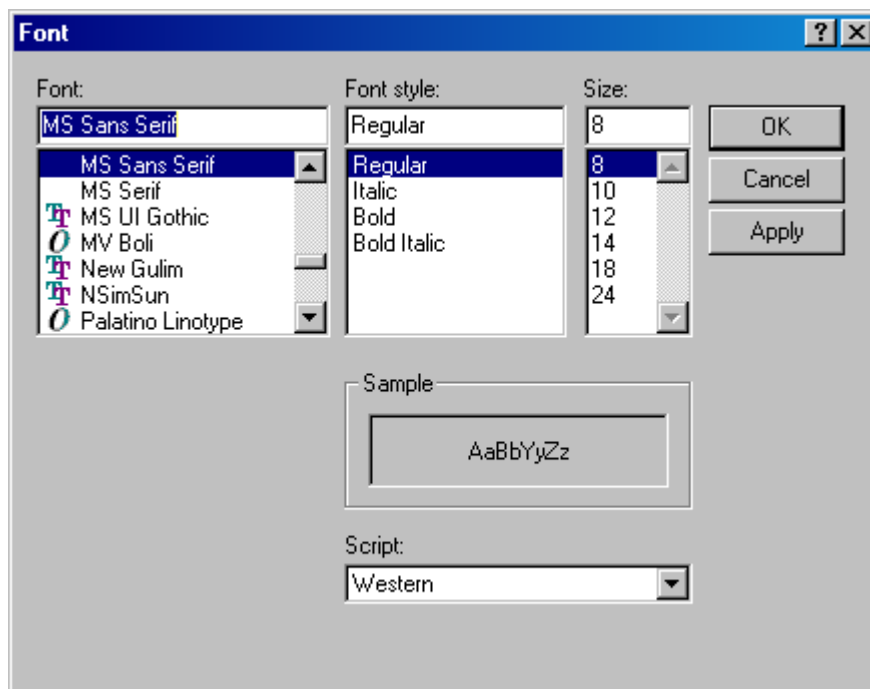 Font
Font:
MS Sans Serif
MS Sans Serif
MS Serif
MS UI Gothic
MV Boli
New Gulim
NSimSun
Palatino Linotype
Font style:
Regular
Regular
Italic
Bold
Bold Italic
Size:
8
8
10
12
14
18
24
OK
Cancel
Apply
Sample
AaBbYyZz
Script:
Western